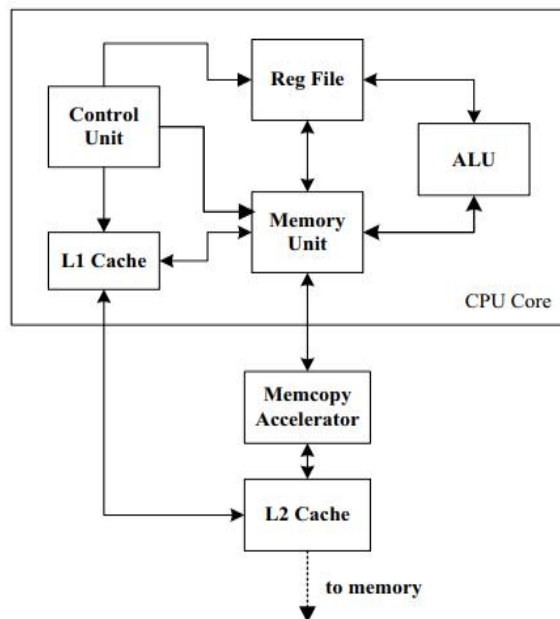 Reg File
Control
Unit
ALU
Memory
Unit
L1 Cache
CPU Core
Memcopy
Accelerator
L2 Cache
to memory